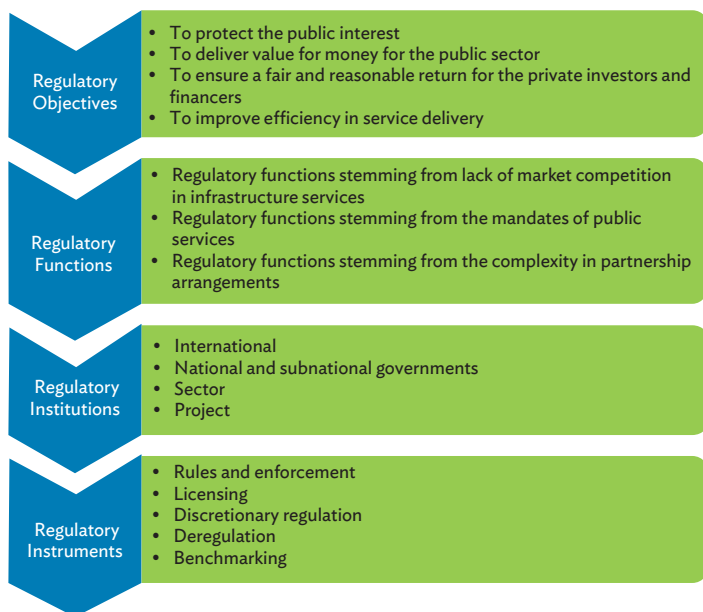 Regulatory
Objectives
• To protect the public interest
• To deliver value for money for the public sector
• To ensure a fair and reasonable return for the private investors and
financers
• To improve efficiency in service delivery
Regulatory
Functions
• Regulatory functions stemming from lack of market competition
in infrastructure services
• Regulatory functions stemming from the mandates of public
services
• Regulatory functions stemming from the complexity in partnership
arrangements
Regulatory
Institutions
• International
• National and subnational governments
• Sector
• Project
Regulatory
Instruments
• Rules and enforcement
• Licensing
• Discretionary regulation
• Deregulation
• Benchmarking